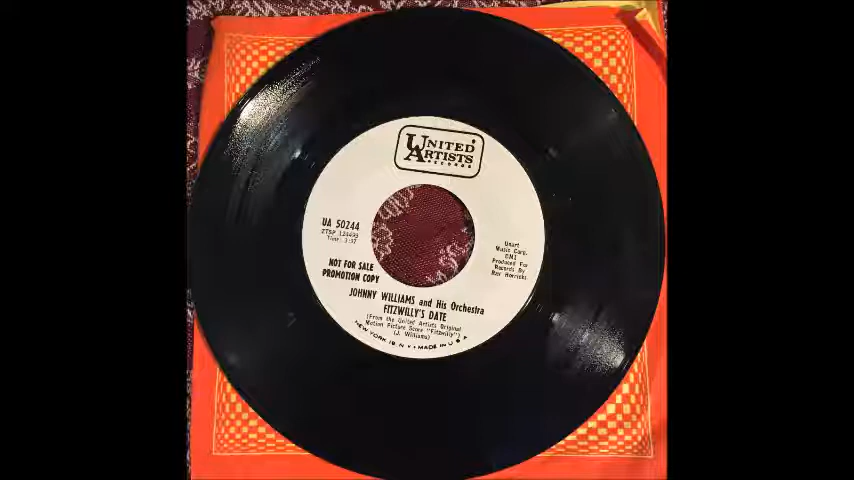 UNITED
ARTISTS
RECORDS
UA 50244
Time: 3:37
NOT FOR SALE
PROMOTION COPY
Unart
Music Corp.
BMI
Produced For
Records By
JOHNNY WILLIAMS and His Orchestra
FITZWILLY'S DATE
(From the United Artists Original
Motion Picture Score "Fitzwilly")
(J. Williams)
NEW YORK 19, N.Y. • MADE IN U.S.A.